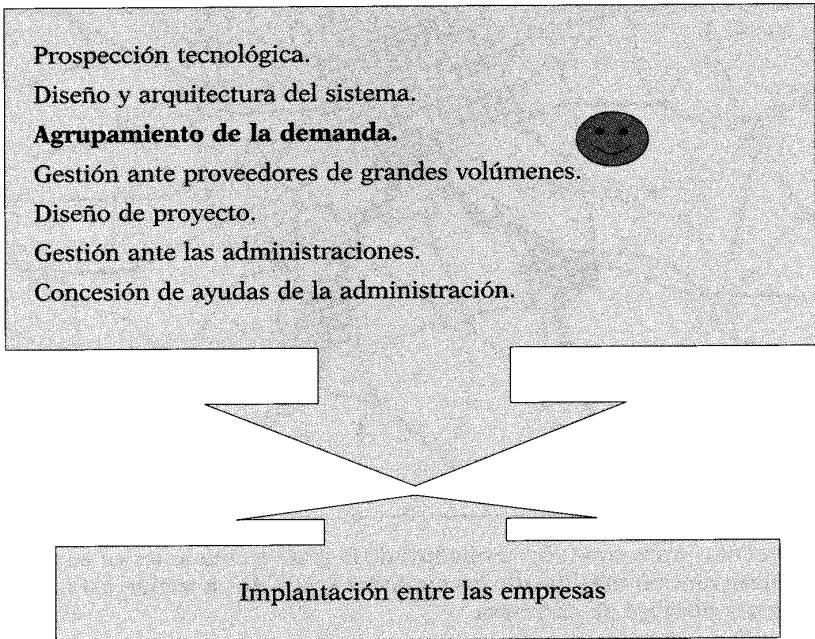 Prospección tecnológica.
Diseño y arquitectura del sistema.
Agrupamiento de la demanda.
Gestión ante proveedores de grandes volúmenes.
Diseño de proyecto.
Gestión ante las administraciones.
Concesión de ayudas de la administración.
Implantación entre las empresas